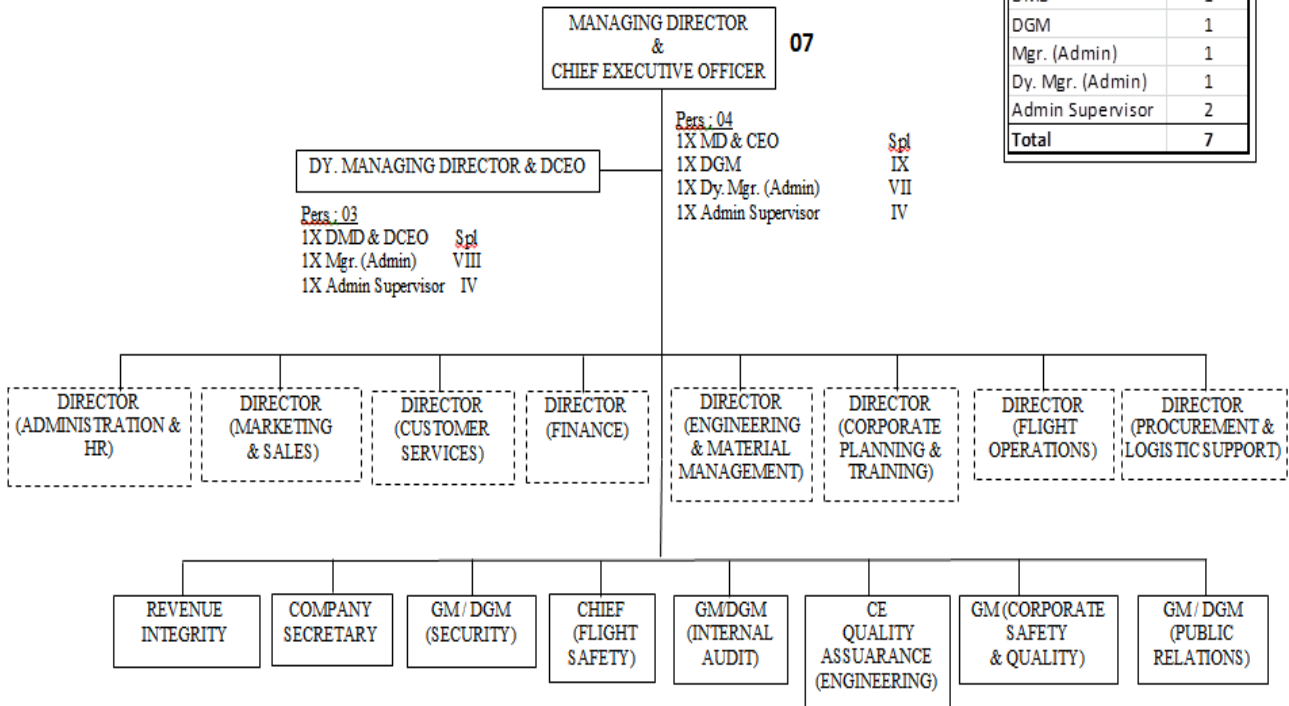 MANAGING DIRECTOR
&
CHIEF EXECUTIVE OFFICER
07
DGM 1
Mgr. (Admin) 1
Dy. Mgr. (Admin) 1
Admin Supervisor 2
Total 7
Pers : 04
1X MD & CEO Spl
1X DGM IX
1X Dy. Mgr. (Admin) VII
1X Admin Supervisor IV
DY. MANAGING DIRECTOR & DCEO
Pers : 03
1X DMD & DCEO Spl
1X Mgr. (Admin) VIII
1X Admin Supervisor IV
DIRECTOR
(ADMINISTRATION &
HR)
DIRECTOR
(MARKETING
& SALES)
DIRECTOR
(CUSTOMER
SERVICES)
DIRECTOR
(FINANCE)
DIRECTOR
(ENGINEERING
& MATERIAL
MANAGEMENT)
DIRECTOR
(CORPORATE
PLANNING &
TRAINING)
DIRECTOR
(FLIGHT
OPERATIONS)
DIRECTOR
(PROCUREMENT &
LOGISTIC SUPPORT)
REVENUE
INTEGRITY
COMPANY
SECRETARY
GM / DGM
(SECURITY)
CHIEF
(FLIGHT
SAFETY)
GM/DGM
(INTERNAL
AUDIT)
CE
QUALITY
ASSUARANCE
(ENGINEERING)
GM (CORPORATE
SAFETY
& QUALITY)
GM / DGM
(PUBLIC
RELATIONS)